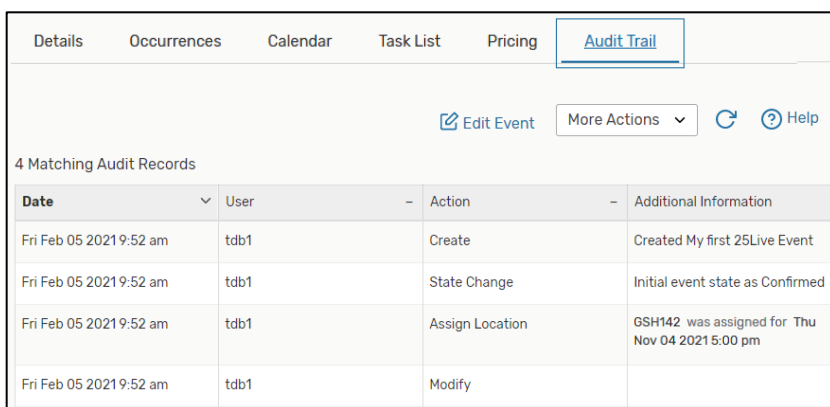 Details Occurrences Calendar Task List Pricing Audit Trail
Edit Event More Actions Help
4 Matching Audit Records
Date User Action Additional Information
Fri Feb 05 2021 9:52 am tdb1 Create Created My first 25Live Event
Fri Feb 05 2021 9:52 am tdb1 State Change Initial event state as Confirmed
Fri Feb 05 2021 9:52 am tdb1 Assign Location GSH142 was assigned for Thu
Nov 04 2021 5:00 pm
Fri Feb 05 2021 9:52 am tdb1 Modify